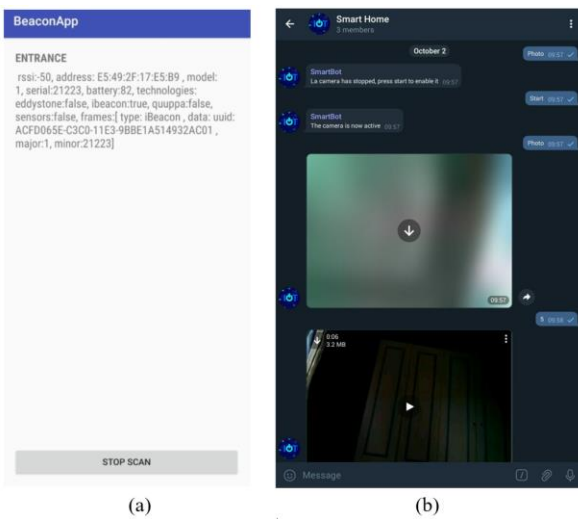 BeaconApp
ENTRANCE
rssi:-50, address: E5:49:2F:17:E5:B9 , model:
1, serial:21223, battery:82, technologies:
eddystone:false, ibeacon:true, quuppa:false,
sensors:false, frames:[ type: iBeacon , data: uuid:
ACFD065E-C3C0-11E3-9BBE1A514932AC01 ,
major:1, minor:21223]
STOP SCAN
(a)
Smart Home
3 members
October 2
Photo 09:57
SmartBot
La camera has stopped, press start to enable it 09:57
Start 09:57
SmartBot
The camera is now active 09:57
Photo 09:57
09:57
5 09:58
0:06
3.2 MB
Message
(b)